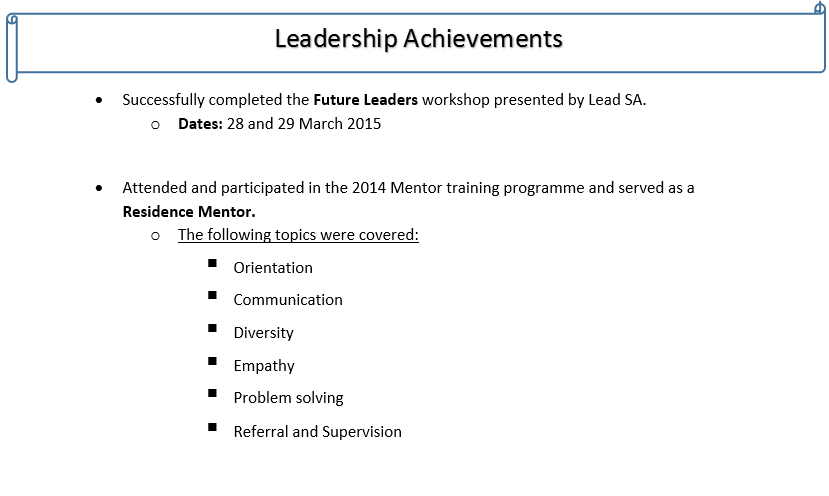 Leadership Achievements
• Successfully completed the Future Leaders workshop presented by Lead SA.
o Dates: 28 and 29 March 2015
• Attended and participated in the 2014 Mentor training programme and served as a
Residence Mentor.
o The following topics were covered:
▪ Orientation
▪ Communication
▪ Diversity
▪ Empathy
▪ Problem solving
▪ Referral and Supervision